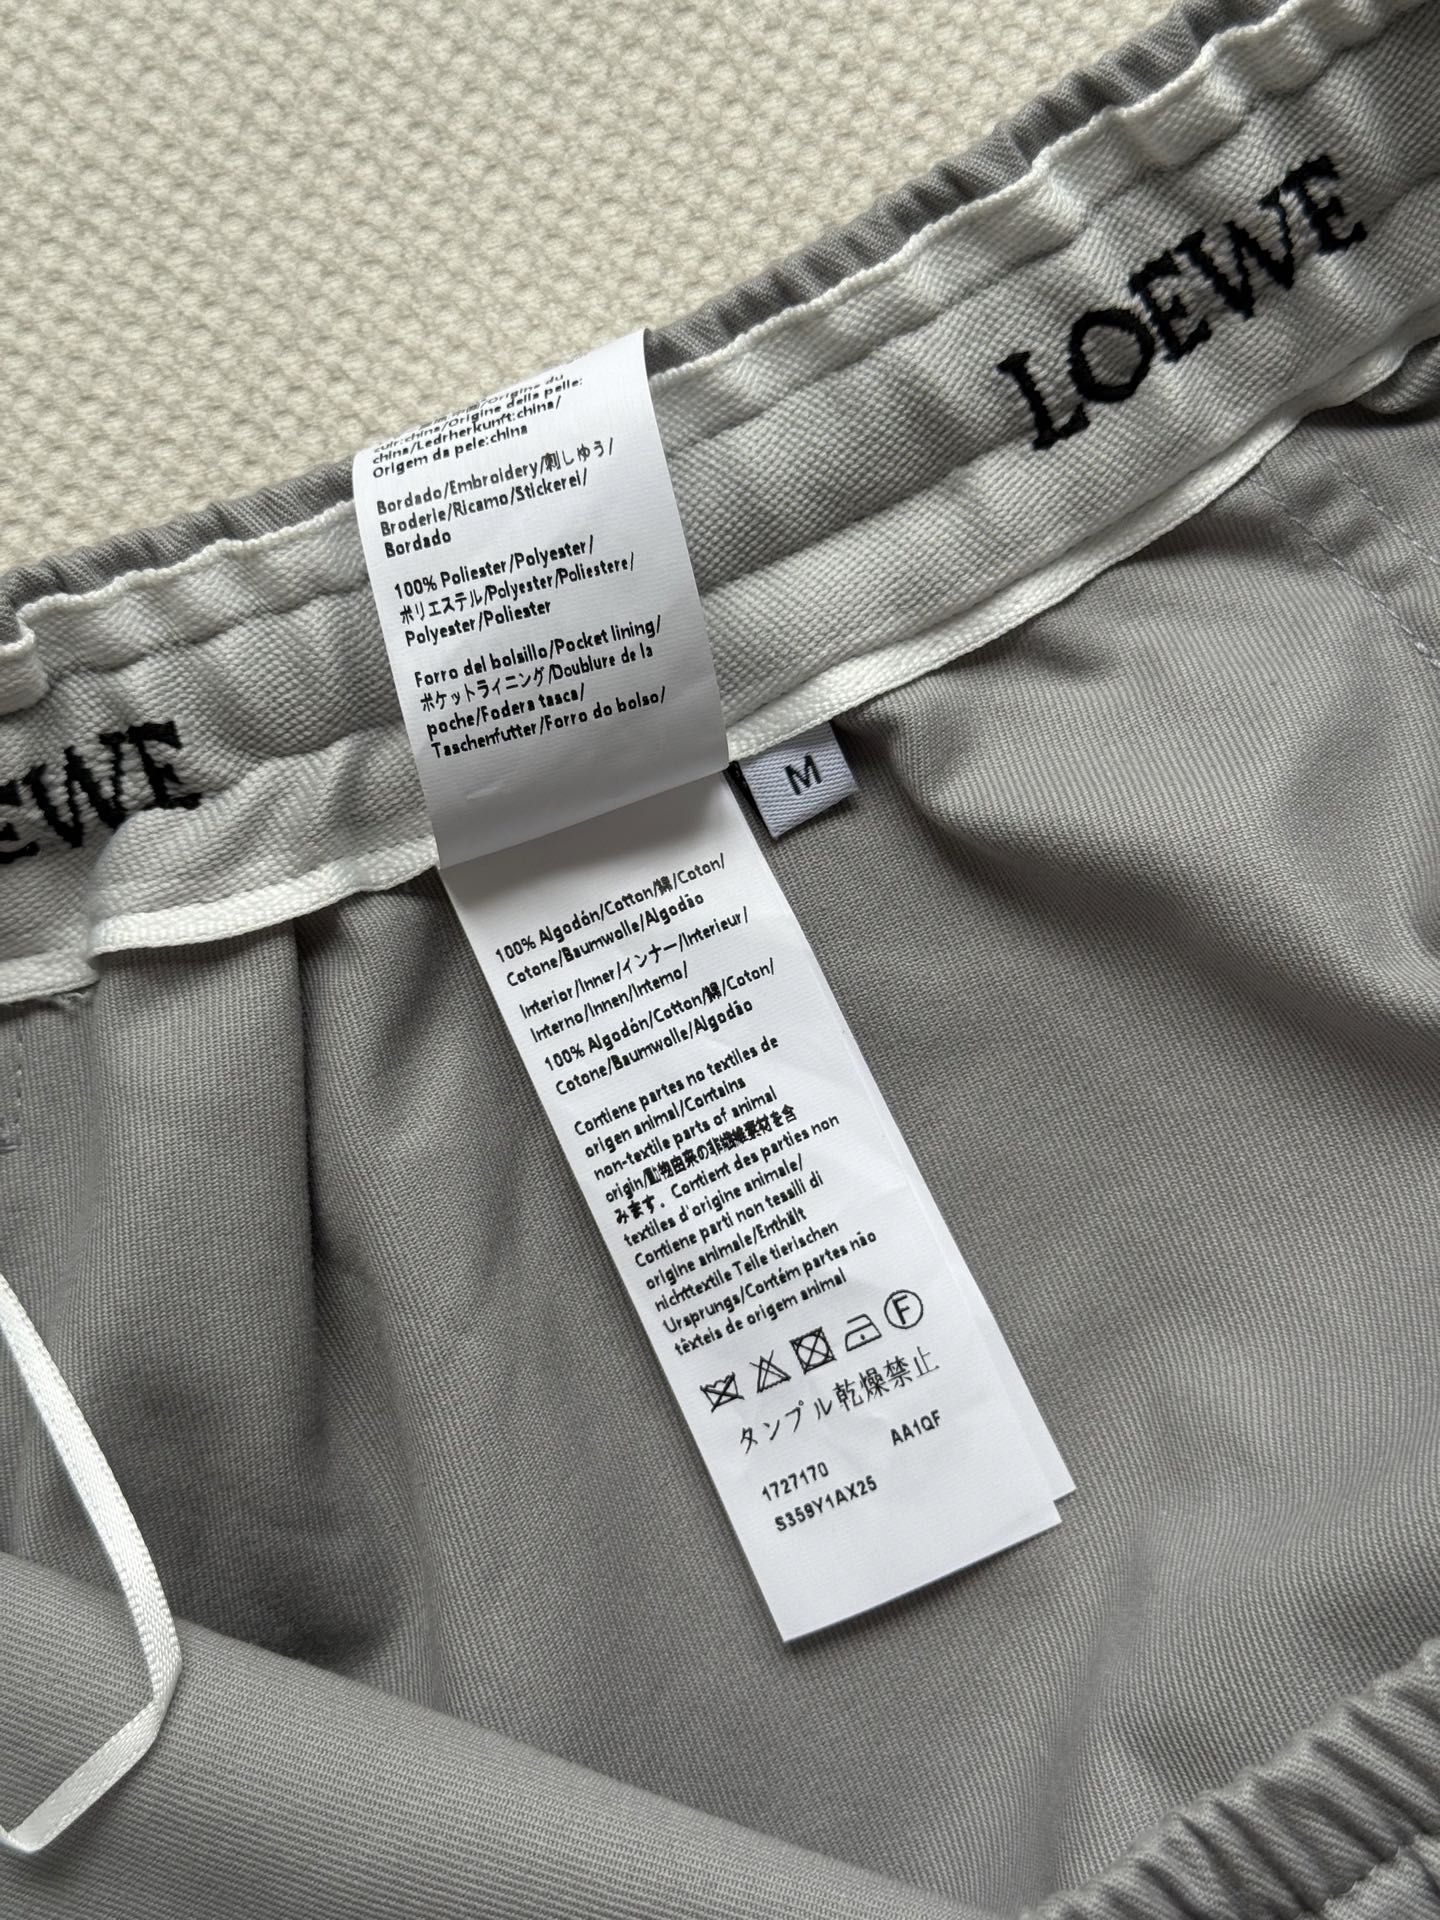 LOEWE
EWE
cuir:china/Origine della pelle:
china/Ledrherkunft:china/
Origem da pele:china
Bordado/Embroidery/刺しゆう/
Broderie/Ricamo/Stickerei/
Bordado
100% Poliester/Polyester/
ポリエステル/Polyester/Poliestere/
Polyester/Poliester
Forro del bolsillo/Pocket lining/
ポケットライニング/Doublure de la
poche/Fodera tasca/
Taschenfutter/Forro do bolso/
M
100% Algodón/Cotton/綿/Coton/
Cotone/Baumwolle/Algodão
Interior/Inner/インナー/Interieur/
Interno/Innen/Interno/
100% Algodón/Cotton/綿/Coton/
Cotone/Baumwolle/Algodão
Contiene partes no textiles de
origen animal/Contains
non-textile parts of animal
origin/動物由来の非繊維素材を含
みます. Contient des parties non
textiles d'origine animale/
Contiene parti non tessili di
origine animale/Enthält
nichttextile Teile tierischen
Ursprungs/Contém partes não
têxteis de origem animal
F
タンブル乾燥禁止
1727170 AA1QF
S359Y1AX25